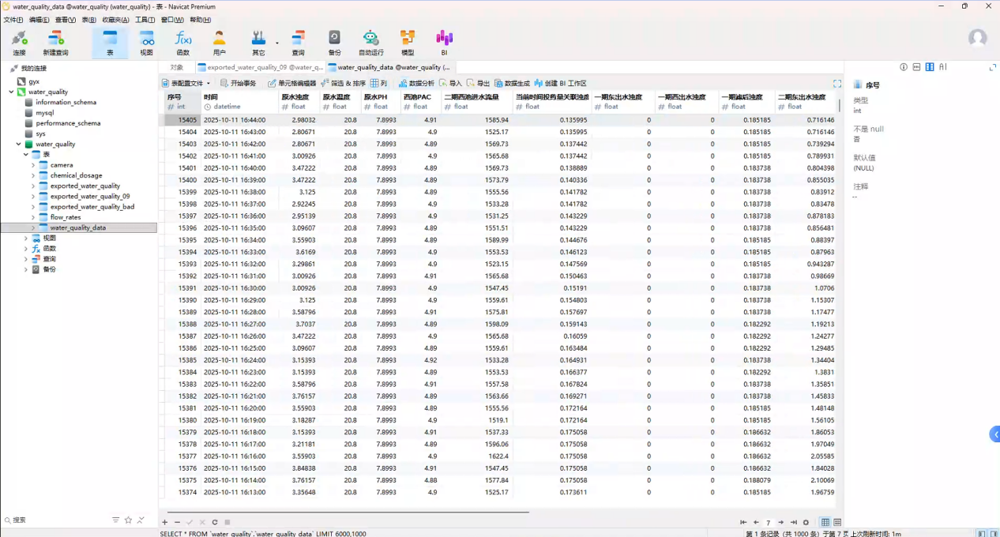 water_quality_data @water_quality (water_quality) - 表 - Navicat Premium
文件(F) 编辑(E) 查看(V) 表(B) 收藏夹(A) 工具(T) 窗口(W) 帮助(H)
连接 新建查询 表 视图 函数 用户 其它 查询 备份 自动运行 模型 BI
我的连接 对象 exported_water_quality_09 @water_q... water_quality_data @water_quality (...
gyx
water_quality
information_schema
mysql
performance_schema
sys
water_quality
表
camera
chemical_dosage
exported_water_quality
exported_water_quality_09
exported_water_quality_bad
flow_rates
water_quality_data
视图
函数
查询
备份
搜索
表配置文件 开始事务 单元格编辑器 筛选 & 排序 列 数据分析 导入 导出 数据生成 创建 BI 工作区
序号 时间 原水浊度 原水温度 原水PH 西池PAC 二期西池进水流量 当前时间投药量关联浊度 一期东出水浊度 一期西出水浊度 一期滤后浊度 二期东出水浊度
# int datetime # float # float # float # float # float # float # float # float # float # float
15405 2025-10-11 16:44:00 2.98032 20.8 7.8993 4.91 1585.94 0.135995 0 0 0.185185 0.716146
15404 2025-10-11 16:43:00 2.80671 20.8 7.8993 4.9 1525.17 0.135995 0 0 0.185185 0.716146
15403 2025-10-11 16:42:00 2.80671 20.8 7.8993 4.89 1569.73 0.137442 0 0 0.185185 0.739294
15402 2025-10-11 16:41:00 3.00926 20.8 7.8993 4.9 1565.68 0.137442 0 0 0.185185 0.789931
15401 2025-10-11 16:40:00 3.47222 20.8 7.8993 4.89 1569.73 0.138889 0 0 0.183738 0.804398
15400 2025-10-11 16:39:00 3.47222 20.8 7.8993 4.89 1573.79 0.140336 0 0 0.183738 0.855035
15399 2025-10-11 16:38:00 3.125 20.8 7.8993 4.89 1555.56 0.141782 0 0 0.183738 0.83912
15398 2025-10-11 16:37:00 2.92245 20.8 7.8993 4.9 1533.28 0.141782 0 0 0.183738 0.83478
15397 2025-10-11 16:36:00 2.95139 20.8 7.8993 4.9 1531.25 0.143229 0 0 0.183738 0.878183
15396 2025-10-11 16:35:00 3.09607 20.8 7.8993 4.89 1551.51 0.143229 0 0 0.183738 0.856481
15395 2025-10-11 16:34:00 3.55903 20.8 7.8993 4.89 1589.99 0.144676 0 0 0.185185 0.88397
15394 2025-10-11 16:33:00 3.6169 20.8 7.8993 4.9 1553.53 0.146123 0 0 0.185185 0.87963
15393 2025-10-11 16:32:00 3.29861 20.8 7.8993 4.9 1523.15 0.147569 0 0 0.185185 0.943287
15392 2025-10-11 16:31:00 3.00926 20.8 7.8993 4.91 1565.68 0.150463 0 0 0.183738 0.98669
15391 2025-10-11 16:30:00 3.00926 20.8 7.8993 4.9 1547.45 0.15191 0 0 0.183738 1.0706
15390 2025-10-11 16:29:00 3.125 20.8 7.8993 4.9 1559.61 0.154803 0 0 0.183738 1.15307
15389 2025-10-11 16:28:00 3.58796 20.8 7.8993 4.91 1575.81 0.157697 0 0 0.183738 1.17477
15388 2025-10-11 16:27:00 3.7037 20.8 7.8993 4.89 1598.09 0.159143 0 0 0.182292 1.19213
15387 2025-10-11 16:26:00 3.47222 20.8 7.8993 4.9 1565.68 0.16059 0 0 0.182292 1.24277
15386 2025-10-11 16:25:00 3.09607 20.8 7.8993 4.89 1559.61 0.163484 0 0 0.182292 1.29485
15385 2025-10-11 16:24:00 3.15393 20.8 7.8993 4.92 1533.28 0.164931 0 0 0.183738 1.34404
15384 2025-10-11 16:23:00 3.15393 20.8 7.8993 4.89 1553.53 0.166377 0 0 0.182292 1.3831
15383 2025-10-11 16:22:00 3.58796 20.8 7.8993 4.91 1557.58 0.167824 0 0 0.183738 1.35851
15382 2025-10-11 16:21:00 3.76157 20.8 7.8993 4.89 1563.66 0.169271 0 0 0.183738 1.45833
15381 2025-10-11 16:20:00 3.55903 20.8 7.8993 4.89 1555.56 0.172164 0 0 0.185185 1.48148
15380 2025-10-11 16:19:00 3.18287 20.8 7.8993 4.9 1519.1 0.172164 0 0 0.185185 1.56105
15379 2025-10-11 16:18:00 3.15393 20.8 7.8993 4.91 1537.33 0.175058 0 0 0.186632 1.86053
15378 2025-10-11 16:17:00 3.21181 20.8 7.8993 4.89 1596.06 0.175058 0 0 0.186632 1.97049
15377 2025-10-11 16:16:00 3.55903 20.8 7.8993 4.9 1622.4 0.175058 0 0 0.186632 2.05585
15376 2025-10-11 16:15:00 3.84838 20.8 7.8993 4.91 1547.45 0.175058 0 0 0.186632 1.84028
15375 2025-10-11 16:14:00 3.76157 20.8 7.8993 4.88 1577.84 0.175058 0 0 0.188079 2.10069
15374 2025-10-11 16:13:00 3.35648 20.8 7.8993 4.9 1525.17 0.173611 0 0 0.185185 1.96759
7
SELECT * FROM `water_quality`.`water_quality_data` LIMIT 6000,1000 第 1 条记录 (共 1000 条) 于第 7 页 上次刷新时间: 1m
序号
类型
int
不是 null
否
默认值
(NULL)
注释
--